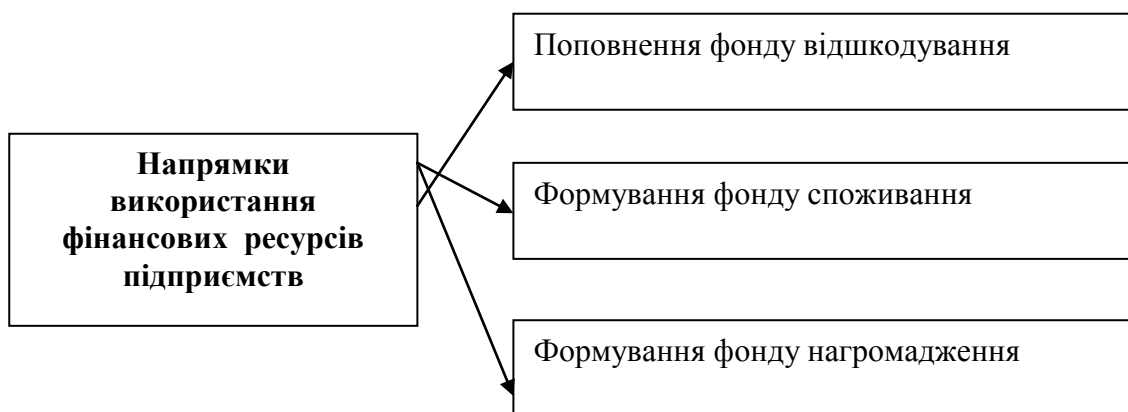 Поповнення фонду відшкодування
Напрямки
використання
фінансових ресурсів
підприємств
Формування фонду споживання
Формування фонду нагромадження